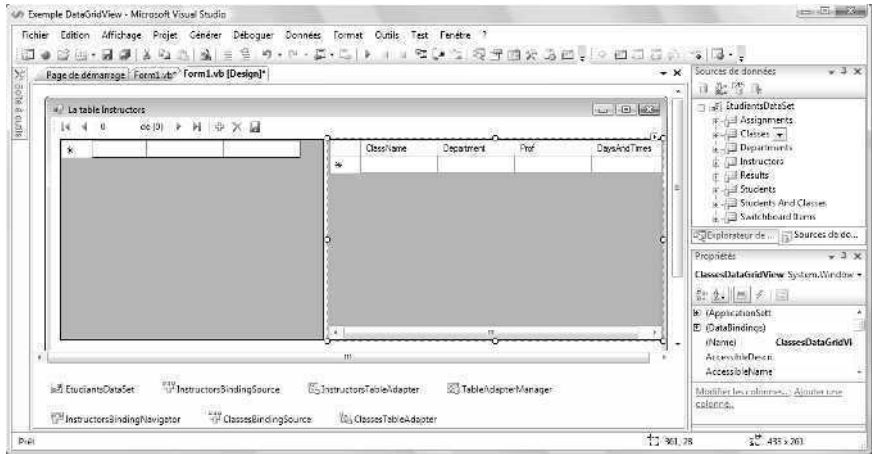 Exemple DataGridView - Microsoft Visual Studio
Fichier Edition Affichage Projet Générer Déboguer Données Format Outils Test Fenêtre ?
Page de démarrage Form1.vb* Form1.vb [Design]*
Boîte à outils
La table Instructors
0 de {0}
ClassName Department Prof DaysAndTimes
Sources de données
EtudiantsDataSet
Assignments
Classes
Departments
Instructors
Results
Students
Students And Classes
Switchboard Items
Explorateur de ... Sources de do...
Propriétés
ClassesDataGridView System.Window
(ApplicationSett
(DataBindings)
(Name) ClassesDataGridVi
AccessibleDescri
AccessibleName
Modifier les colonnes..., Ajouter une
colonne...
EtudiantsDataSet InstructorsBindingSource InstructorsTableAdapter TableAdapterManager
InstructorsBindingNavigator ClassesBindingSource ClassesTableAdapter
Prêt 361, 28 433 x 261